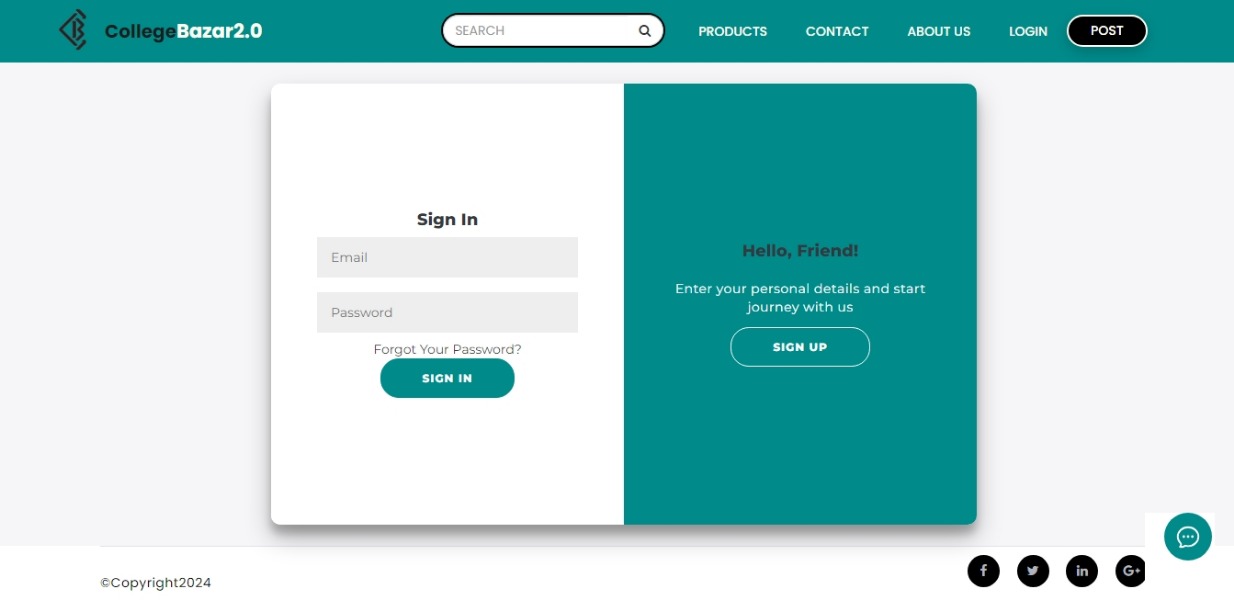 CollegeBazar2.0
SEARCH
PRODUCTS
CONTACT
ABOUT US
LOGIN
POST
Sign In
Email
Password
Forgot Your Password?
SIGN IN
Hello, Friend!
Enter your personal details and start
journey with us
SIGN UP
©Copyright2024
f
in
G+